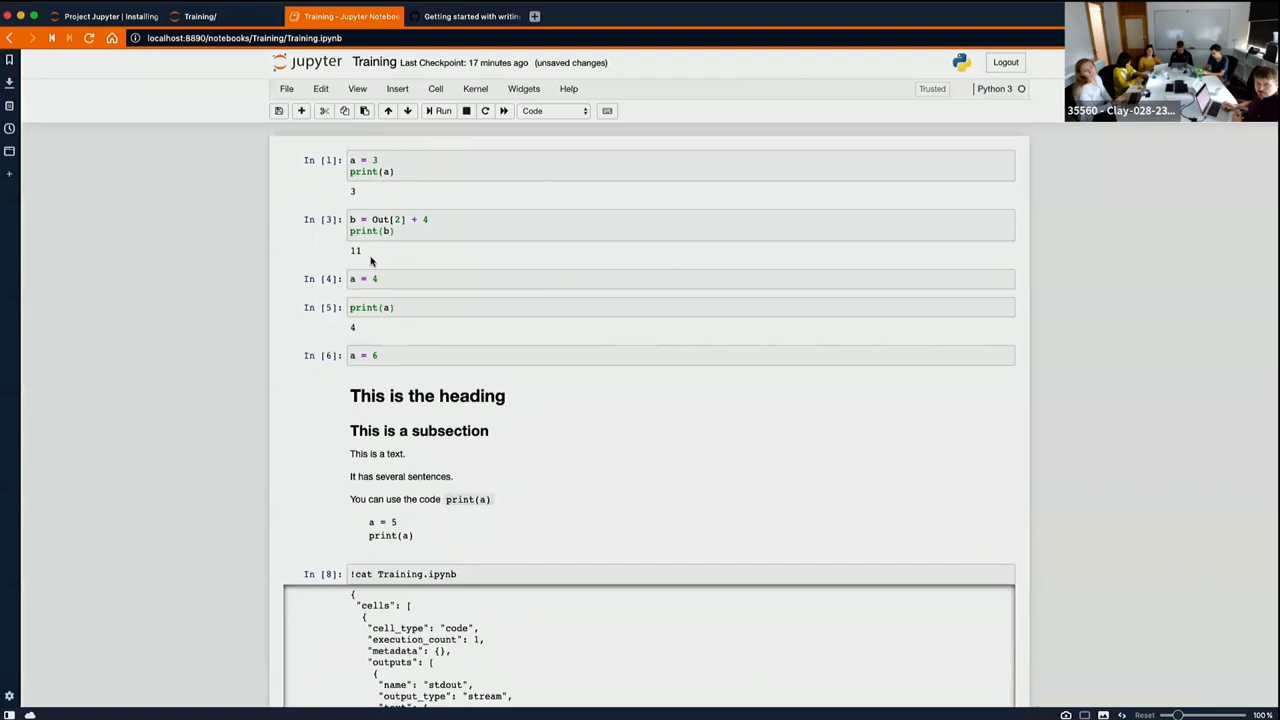 Project Jupyter | Installing
Training/
Training - Jupyter Notebo
Getting started with writing
localhost:8890/notebooks/Training/Training.ipynb
35560 - Clay-028-23...
jupyter Training Last Checkpoint: 17 minutes ago (unsaved changes)
Logout
File Edit View Insert Cell Kernel Widgets Help
Trusted
Python 3
Run
Code
In [1]: a = 3
print(a)
3
In [3]: b = Out[2] + 4
print(b)
11
In [4]: a = 4
In [5]: print(a)
4
In [6]: a = 6
This is the heading
This is a subsection
This is a text.
It has several sentences.
You can use the code print(a)
a = 5
print(a)
In [8]: !cat Training.ipynb
{
"cells": [
{
"cell_type": "code",
"execution_count": 1,
"metadata": {},
"outputs": [
{
"name": "stdout",
"output_type": "stream",
Reset
100 %